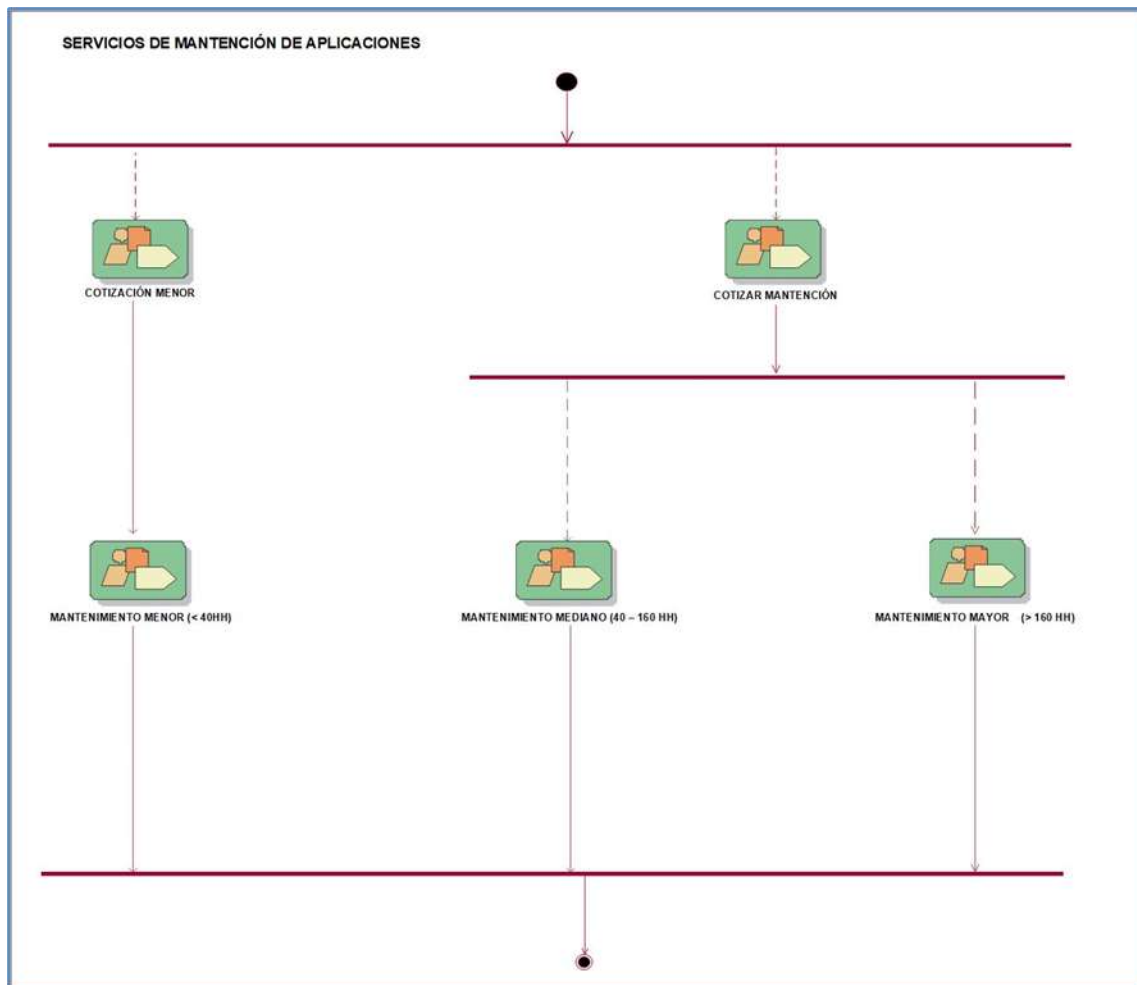 SERVICIOS DE MANTENCIÓN DE APLICACIONES
COTIZACIÓN MENOR
COTIZAR MANTENCIÓN
MANTENIMIENTO MENOR (< 40HH)
MANTENIMIENTO MEDIANO (40 – 160 HH)
MANTENIMIENTO MAYOR (> 160 HH)